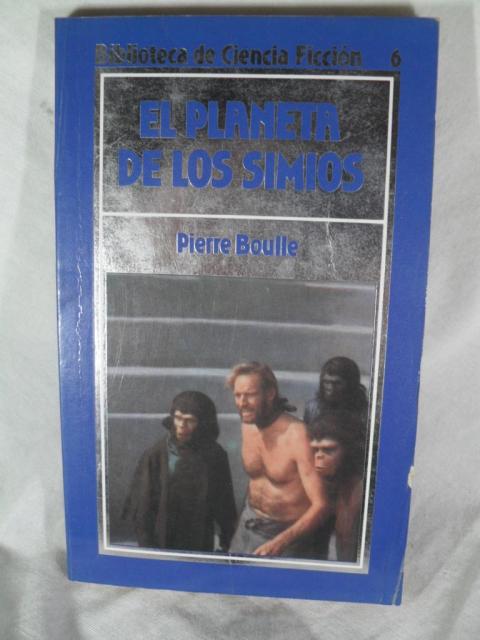 Biblioteca de Ciencia Ficción 6
EL PLANETA
DE LOS SIMIOS
Pierre Boulle